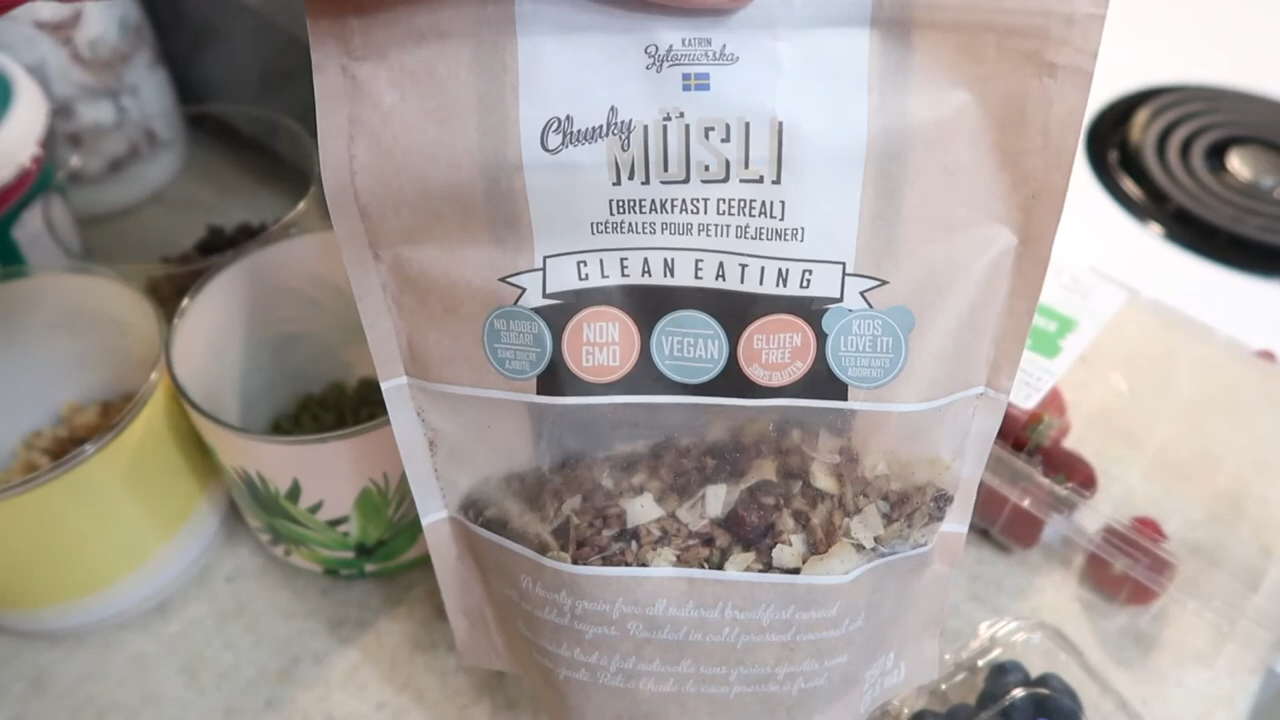 KATRIN
Zytomierska
Chunky
MÜSLI
[BREAKFAST CEREAL]
[CÉRÉALES POUR PETIT DÉJEUNER]
CLEAN EATING
NO ADDED
SUGAR!
SANS SUCRE
AJOUTÉ
NON
GMO
VEGAN
GLUTEN
FREE
SANS GLUTEN
KIDS
LOVE IT!
LES ENFANTS
ADORENT!
A hearty grain free all natural breakfast cereal
added sugars. Roasted in cold pressed coconut oil.
tout à fait naturelle sans grains ajoutés sans
ajouté. Rôti à l'huile de coco pressée à froid.